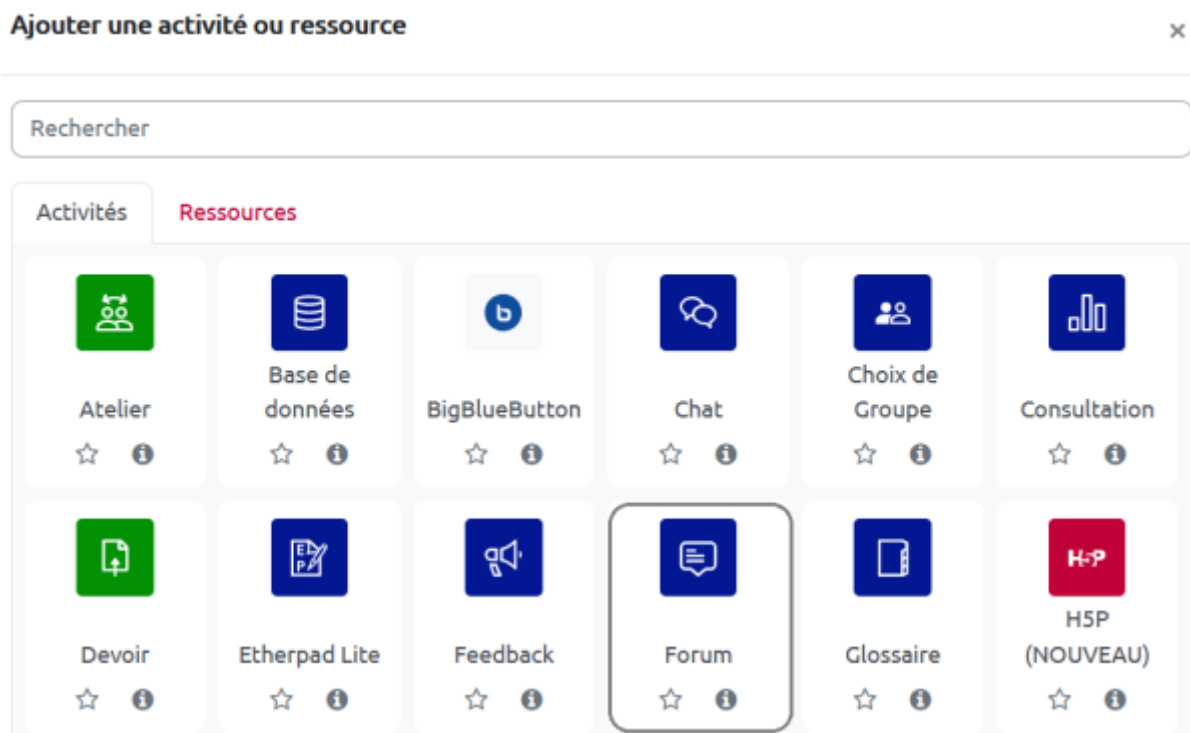 Ajouter une activité ou ressource
Rechercher
Activités Ressources
Atelier
Base de
données
BigBlueButton
Chat
Choix de
Groupe
Consultation
Devoir
Etherpad Lite
Feedback
Forum
Glossaire
H5P
(NOUVEAU)